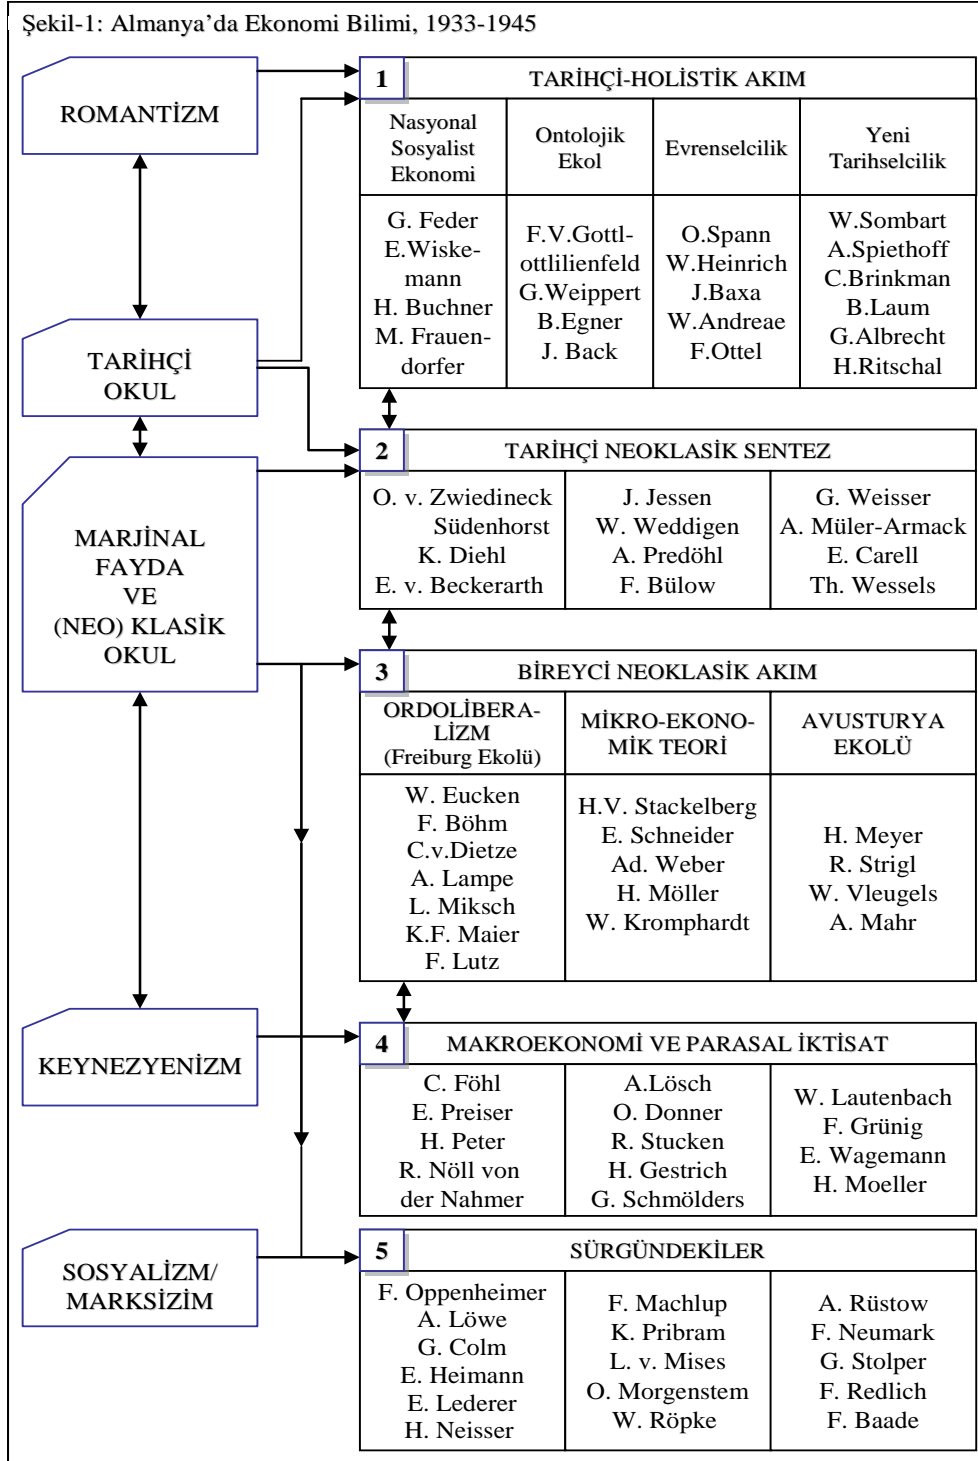 Şekil-1: Almanya’da Ekonomi Bilimi, 1933-1945
ROMANTİZM
TARİHÇİ
OKUL
MARJİNAL
FAYDA
VE
(NEO) KLASİK
OKUL
KEYNEZYENİZM
SOSYALİZM/
MARKSİZİM
1
TARİHÇİ-HOLİSTİK AKIM
Nasyonal
Sosyalist
Ekonomi
G. Feder
E.Wiske-
mann
H. Buchner
M. Frauen-
dorfer
Ontolojik
Ekol
F.V.Gottl-
ottlilienfeld
G.Weippert
B.Egner
J. Back
Evrenselcilik
O.Spann
W.Heinrich
J.Baxa
W.Andreae
F.Ottel
Yeni
Tarihselcilik
W.Sombart
A.Spiethoff
C.Brinkman
B.Laum
G.Albrecht
H.Ritschal
2
TARİHÇİ NEOKLASİK SENTEZ
O. v. Zwiedineck
Südenhorst
K. Diehl
E. v. Beckerarth
J. Jessen
W. Weddigen
A. Predöhl
F. Bülow
G. Weisser
A. Müler-Armack
E. Carell
Th. Wessels
3
BİREYCİ NEOKLASİK AKIM
ORDOLİBERA-
LİZM
(Freiburg Ekolü)
W. Eucken
F. Böhm
C.v.Dietze
A. Lampe
L. Miksch
K.F. Maier
F. Lutz
MİKRO-EKONO-
MİK TEORİ
H.V. Stackelberg
E. Schneider
Ad. Weber
H. Möller
W. Kromphardt
AVUSTURYA
EKOLÜ
H. Meyer
R. Strigl
W. Vleugels
A. Mahr
4
MAKROEKONOMİ VE PARASAL İKTİSAT
C. Föhl
E. Preiser
H. Peter
R. Nöll von
der Nahmer
A.Lösch
O. Donner
R. Stucken
H. Gestrich
G. Schmölders
W. Lautenbach
F. Grünig
E. Wagemann
H. Moeller
5
SÜRGÜNDEKİLER
F. Oppenheimer
A. Löwe
G. Colm
E. Heimann
E. Lederer
H. Neisser
F. Machlup
K. Pribram
L. v. Mises
O. Morgenstem
W. Röpke
A. Rüstow
F. Neumark
G. Stolper
F. Redlich
F. Baade